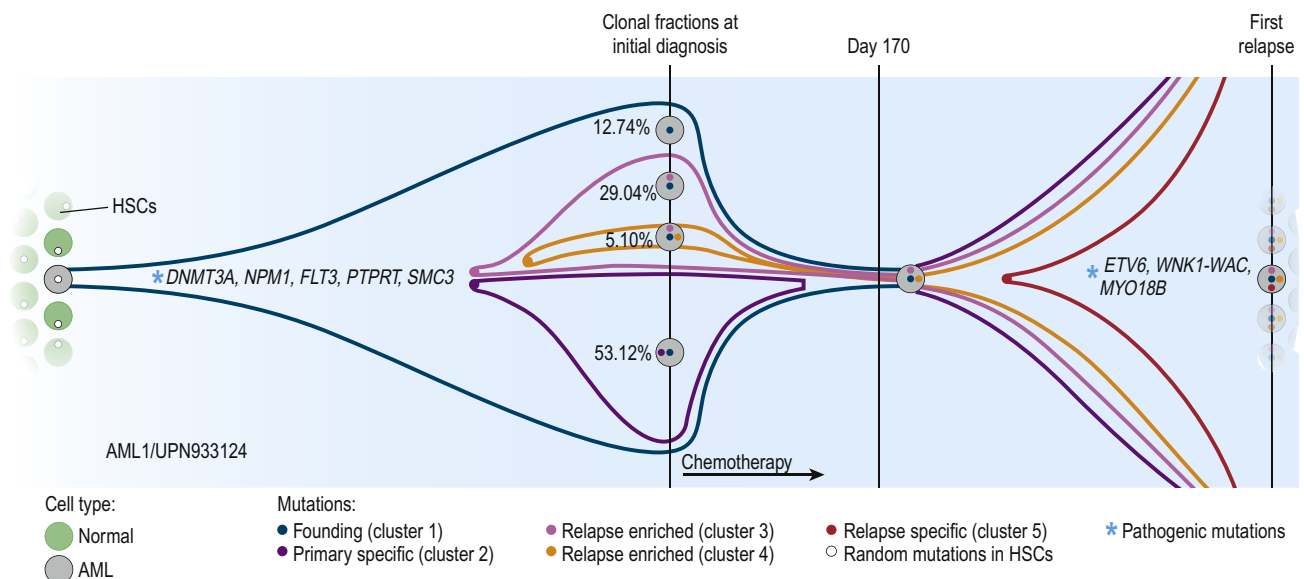 Clonal fractions at
initial diagnosis
Day 170
First
relapse
12.74%
29.04%
HSCs
5.10%
* DNMT3A, NPM1, FLT3, PTPRT, SMC3
* ETV6, WNK1-WAC,
MYO18B
53.12%
AML1/UPN933124
Chemotherapy
Cell type:
Normal
AML
Mutations:
Founding (cluster 1)
Primary specific (cluster 2)
Relapse enriched (cluster 3)
Relapse enriched (cluster 4)
Relapse specific (cluster 5)
Random mutations in HSCs
* Pathogenic mutations